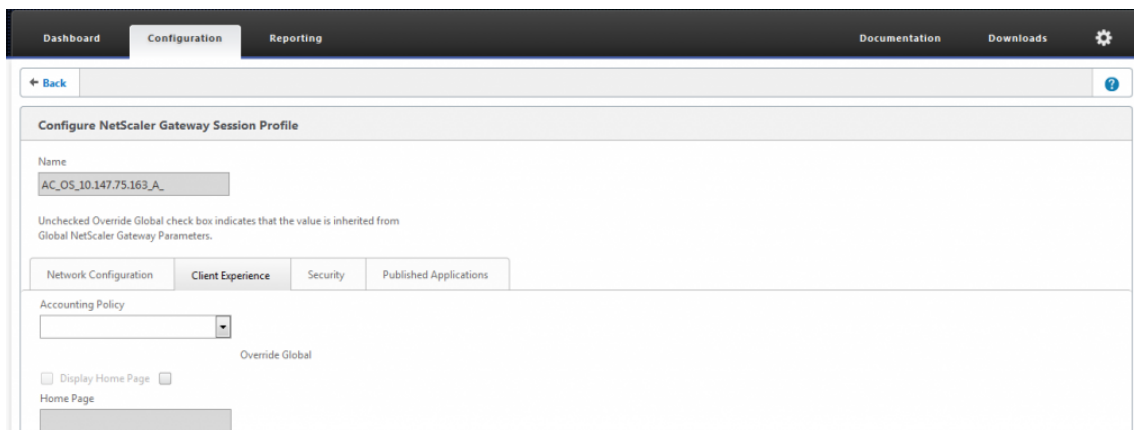 Dashboard Configuration Reporting Documentation Downloads
Back
?
Configure NetScaler Gateway Session Profile
Name
AC_OS_10.147.75.163_A_
Unchecked Override Global check box indicates that the value is inherited from
Global NetScaler Gateway Parameters.
Network Configuration Client Experience Security Published Applications
Accounting Policy
Override Global
Display Home Page
Home Page